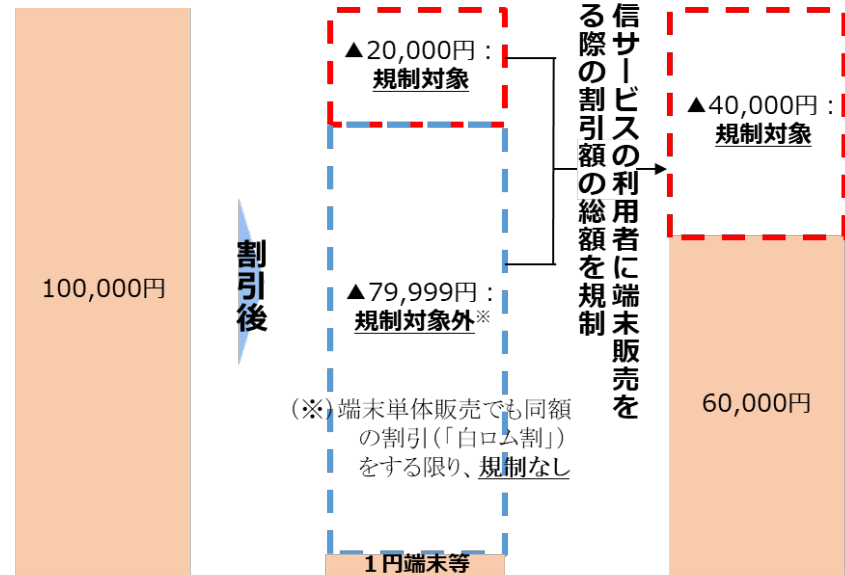 100,000円
割引後
▲20,000円：
規制対象
▲79,999円：
規制対象外※
(※)端末単体販売でも同額
の割引(「白ロム割」)
をする限り、規制なし
1円端末等
信サービスの利用者に端末販売を
る際の割引額の総額を規制
▲40,000円：
規制対象
60,000円